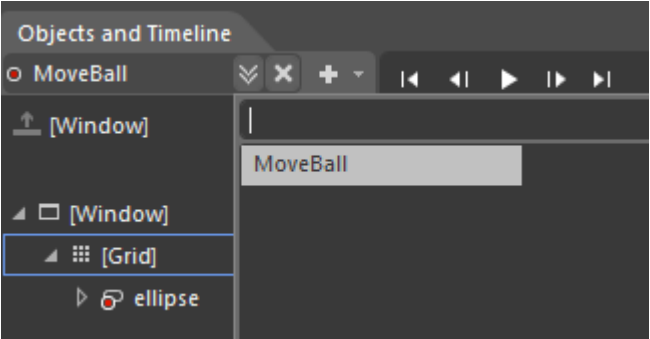 Objects and Timeline
MoveBall
[Window]
MoveBall
[Window]
[Grid]
ellipse